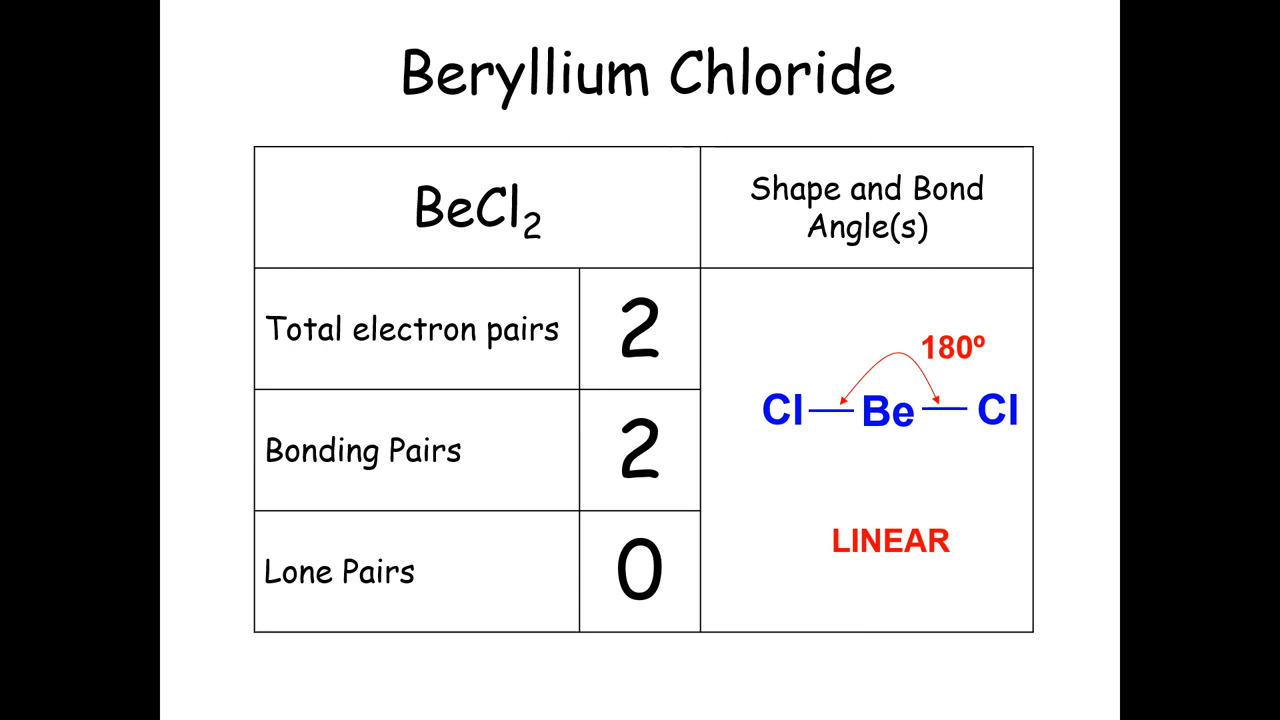 Beryllium Chloride
BeCl₂
Shape and Bond
Angle(s)
Total electron pairs
2
Bonding Pairs
2
Lone Pairs
0
180º
Cl Be Cl
LINEAR